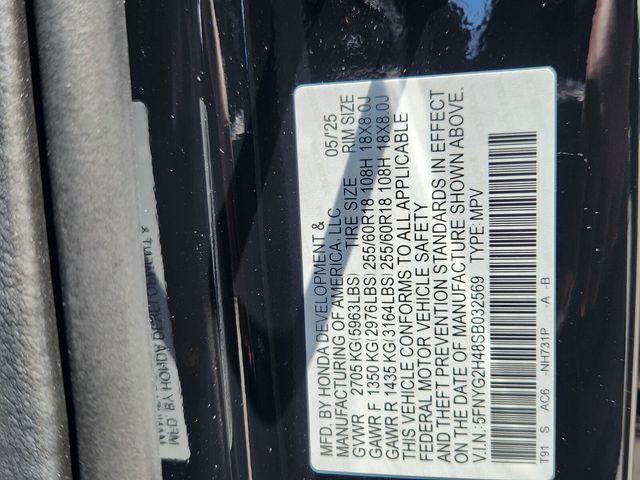 MFD. BY HONDA DEVELOPMENT &
MANUFACTURING OF AMERICA, LLC 05/25
GVWR 2705 KG(5963LBS) TIRE SIZE RIM SIZE
GAWR F 1350 KG(2976LBS) 255/60R18 108H 18X8.0J
GAWR R 1435 KG(3164LBS) 255/60R18 108H 18X8.0J
THIS VEHICLE CONFORMS TO ALL APPLICABLE
FEDERAL MOTOR VEHICLE SAFETY
AND THEFT PREVENTION STANDARDS IN EFFECT
ON THE DATE OF MANUFACTURE SHOWN ABOVE.
V.I.N.:5FNYG2H48SB032569 TYPE: MPV
T91 S AC6 -NH731P -A -B
MFD. BY HONDA